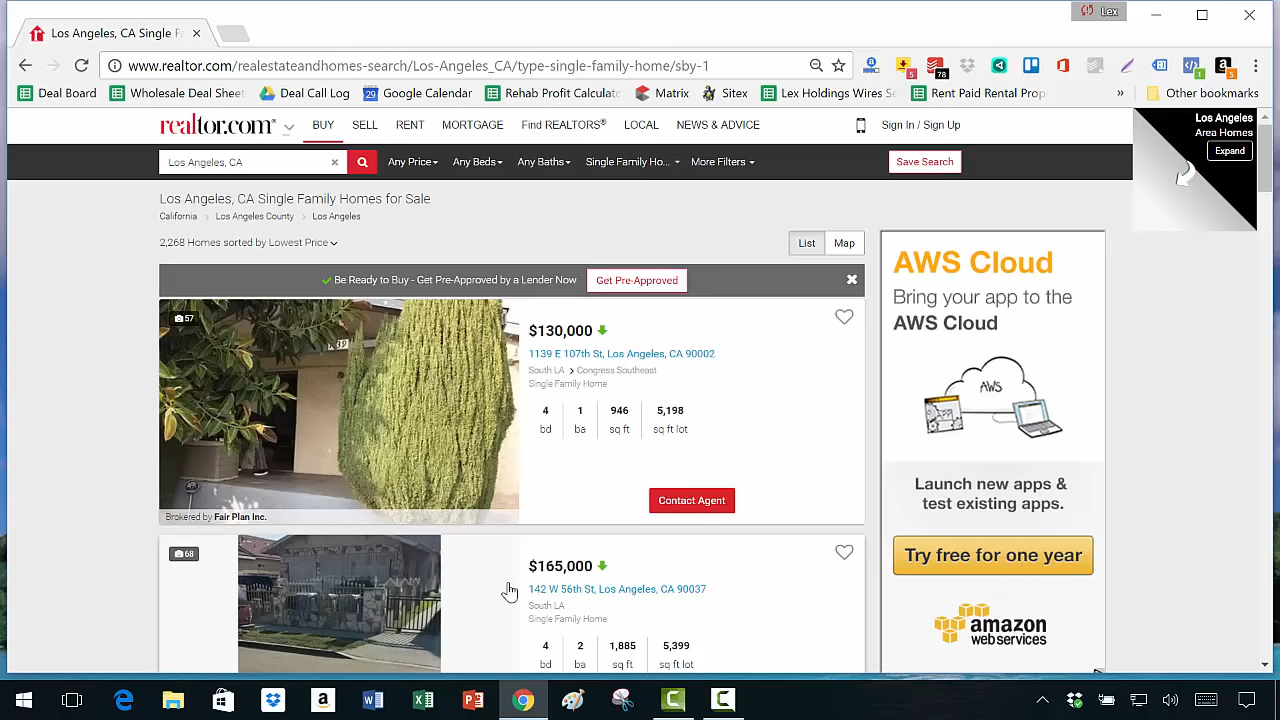 Lex
Los Angeles, CA Single Fa
www.realtor.com/realestateandhomes-search/Los-Angeles_CA/type-single-family-home/sby-1
5
78
1
5
Deal Board
Wholesale Deal Sheet
Deal Call Log
29 Google Calendar
Rehab Profit Calculato
Matrix
Sitex
Lex Holdings Wires S
Rent Paid Rental Prop
»
Other bookmarks
realtor.com®
BUY
SELL
RENT
MORTGAGE
Find REALTORS®
LOCAL
NEWS & ADVICE
Sign In / Sign Up
Los Angeles
Area Homes
Expand
Los Angeles, CA
Any Price
Any Beds
Any Baths
Single Family Ho...
More Filters
Save Search
Los Angeles, CA Single Family Homes for Sale
California > Los Angeles County > Los Angeles
2,268 Homes sorted by Lowest Price
List
Map
Be Ready to Buy - Get Pre-Approved by a Lender Now
Get Pre-Approved
57
$130,000
1139 E 107th St, Los Angeles, CA 90002
South LA > Congress Southeast
Single Family Home
4 1 946 5,198
bd ba sq ft sq ft lot
Contact Agent
Brokered by Fair Plan Inc.
68
$165,000
142 W 56th St, Los Angeles, CA 90037
South LA
Single Family Home
4 2 1,885 5,399
bd ba sq ft sq ft lot
AWS Cloud
Bring your app to the
AWS Cloud
AWS
Launch new apps &
test existing apps.
Try free for one year
amazon
web services